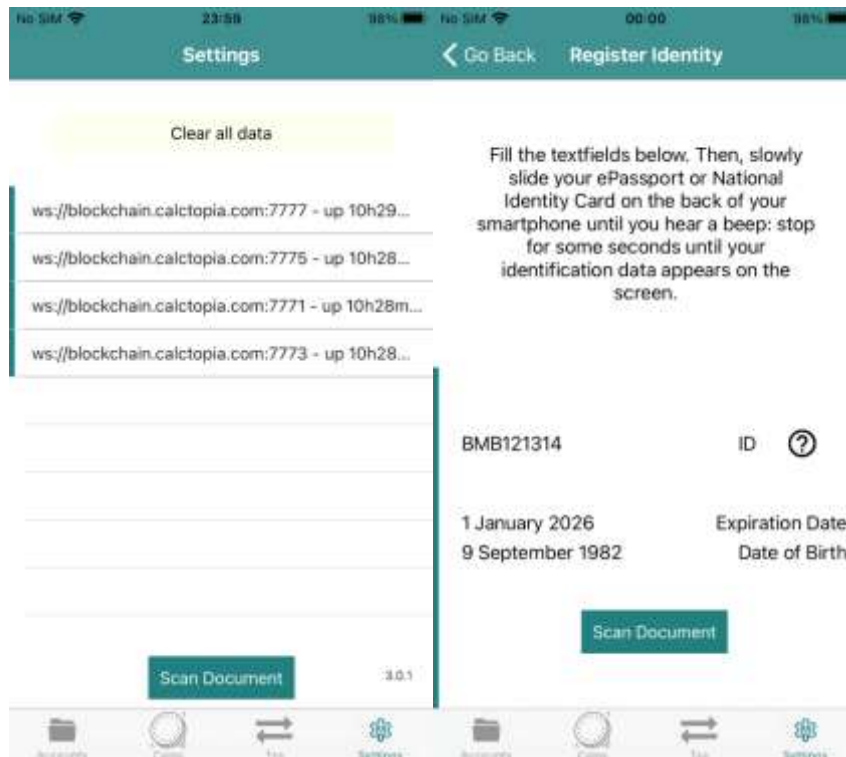 No SIM 23:59 98%
Settings
Clear all data
ws://blockchain.calctopia.com:7777 - up 10h29...
ws://blockchain.calctopia.com:7775 - up 10h28...
ws://blockchain.calctopia.com:7771 - up 10h28m...
ws://blockchain.calctopia.com:7773 - up 10h28...
Scan Document
3.0.1
Accounts
Settings
No SIM 00:00 98%
Go Back Register Identity
Fill the textfields below. Then, slowly
slide your ePassport or National
Identity Card on the back of your
smartphone until you hear a beep: stop
for some seconds until your
identification data appears on the
screen.
BMB121314 ID ?
1 January 2026 Expiration Date
9 September 1982 Date of Birth
Scan Document
Accounts
Settings